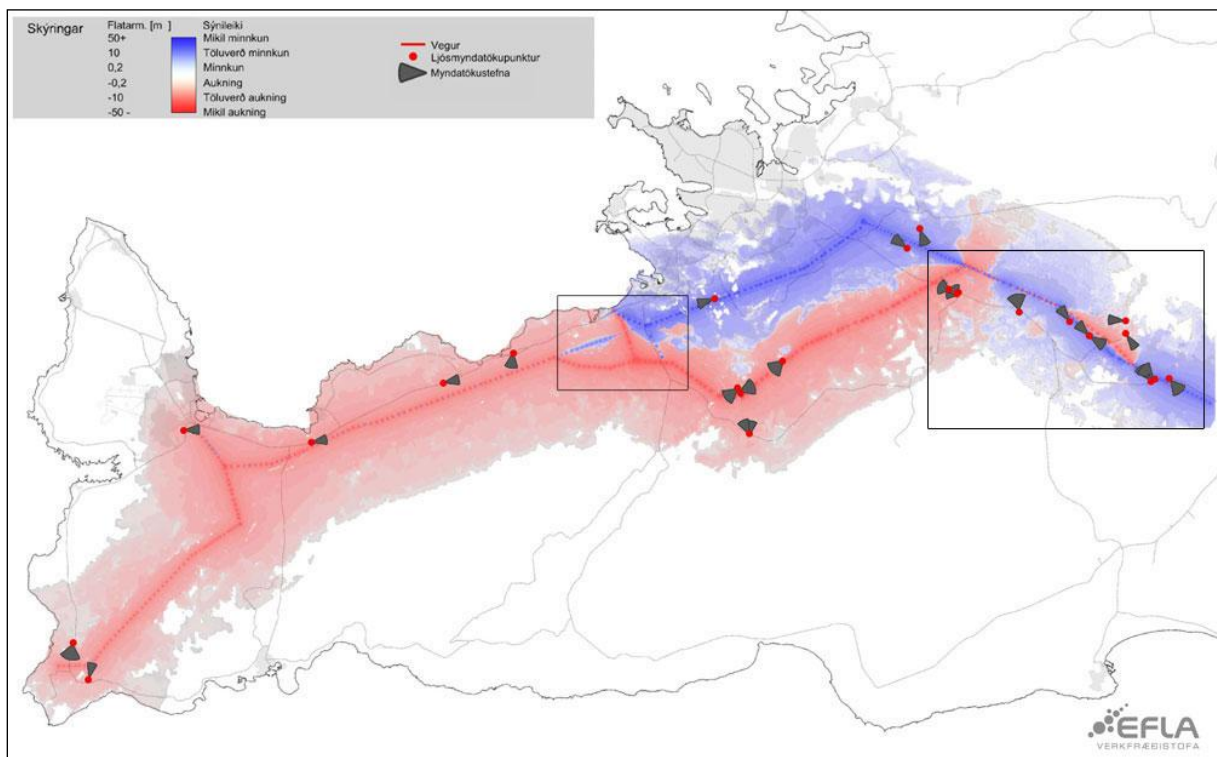 Skýringar
Flatarm. [m ] Sýnileiki
50+ Mikil minnkun
10 Töluverð minnkun
0,2 Minnkun
-0,2 Aukning
-10 Töluverð aukning
-50 - Mikil aukning
Vegur
Ljósmyndatökupunktur
Myndatökustefna
EFLA
VERKFRÆÐISTOFA